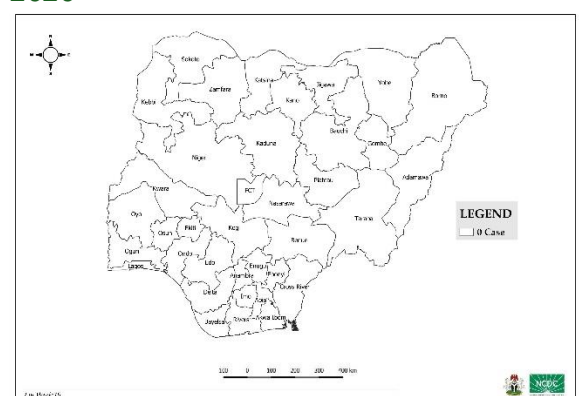 2020
N
W
E
S
Sokoto
Katsina
Jigawa
Yobe
Borno
Zamfara
Kebbi
Kano
Bauchi
Gombe
Kaduna
Niger
Adamawa
Plateau
FCT
Nasarawa
Kwara
Taraba
Oyo
Ekiti
Kogi
Osun
Benue
Ogun
Ondo
Edo
Lagos
Enugu
Anambra
Ebonyi
Cross River
Delta
Imo
Abia
Bayelsa
Rivers
Akwa Ibom
LEGEND
0 Case
100 0 100 200 300 400 km
NCDC